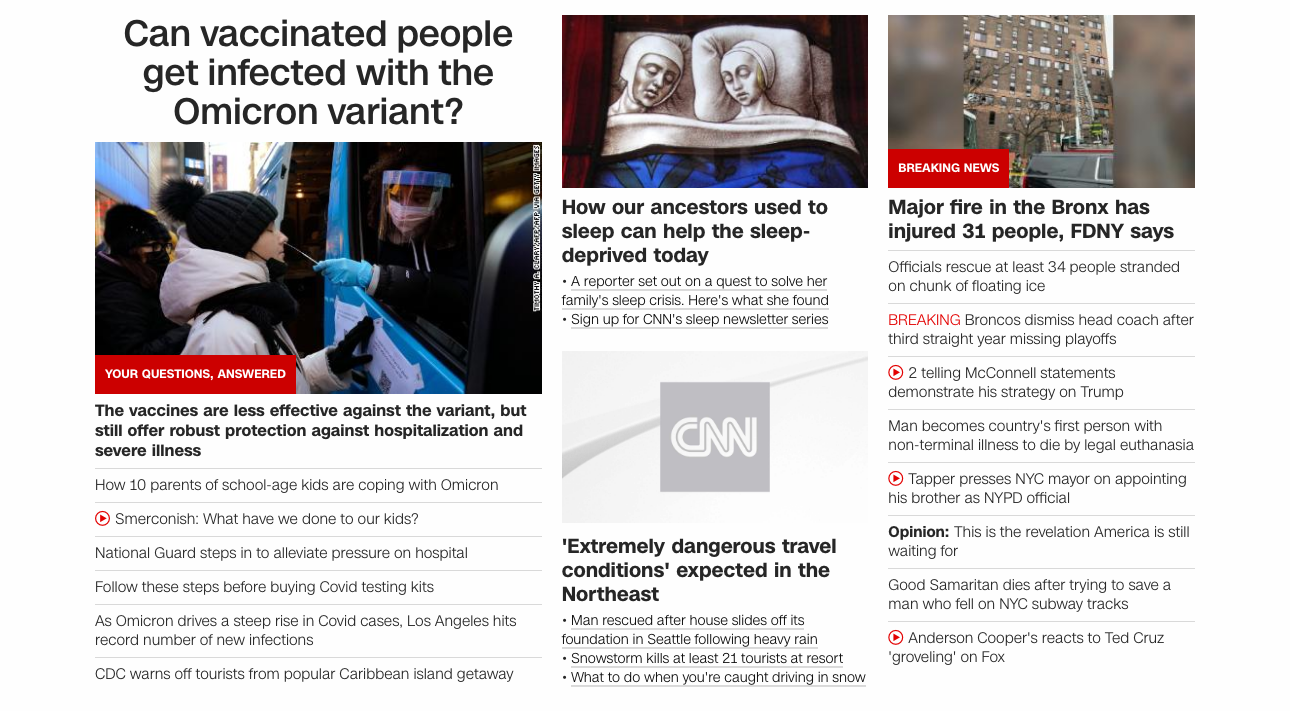 Can vaccinated people
get infected with the
Omicron variant?
TIMOTHY A. CLARY/AFP/AFP VIA GETTY IMAGES
YOUR QUESTIONS, ANSWERED
The vaccines are less effective against the variant, but
still offer robust protection against hospitalization and
severe illness
How 10 parents of school-age kids are coping with Omicron
Smerconish: What have we done to our kids?
National Guard steps in to alleviate pressure on hospital
Follow these steps before buying Covid testing kits
As Omicron drives a steep rise in Covid cases, Los Angeles hits
record number of new infections
CDC warns off tourists from popular Caribbean island getaway
How our ancestors used to
sleep can help the sleep-
deprived today
• A reporter set out on a quest to solve her
family's sleep crisis. Here's what she found
• Sign up for CNN's sleep newsletter series
CNN
'Extremely dangerous travel
conditions' expected in the
Northeast
• Man rescued after house slides off its
foundation in Seattle following heavy rain
• Snowstorm kills at least 21 tourists at resort
• What to do when you're caught driving in snow
BREAKING NEWS
Major fire in the Bronx has
injured 31 people, FDNY says
Officials rescue at least 34 people stranded
on chunk of floating ice
BREAKING Broncos dismiss head coach after
third straight year missing playoffs
2 telling McConnell statements
demonstrate his strategy on Trump
Man becomes country's first person with
non-terminal illness to die by legal euthanasia
Tapper presses NYC mayor on appointing
his brother as NYPD official
Opinion: This is the revelation America is still
waiting for
Good Samaritan dies after trying to save a
man who fell on NYC subway tracks
Anderson Cooper's reacts to Ted Cruz
'groveling' on Fox